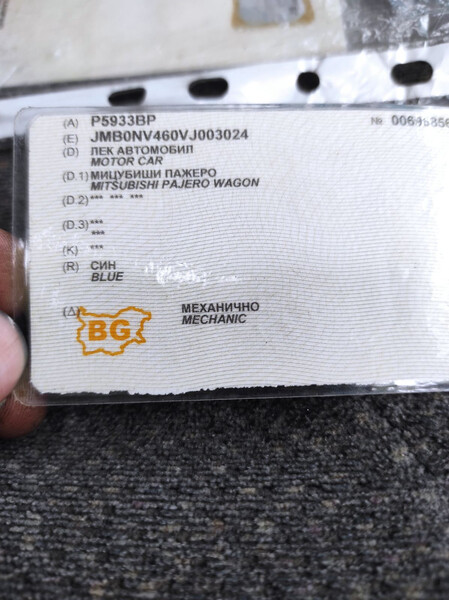 (A) P5933BP
№
(E) JMB0NV460VJ003024
(D) ЛЕК АВТОМОБИЛ
MOTOR CAR
(D.1) МИЦУБИШИ ПАЖЕРО
MITSUBISHI PAJERO WAGON
(D.2) *** *** ***
(D.3) ***
***
(K) ***
(R) СИН
BLUE
(Δ) МЕХАНИЧНО
MECHANIC
BG